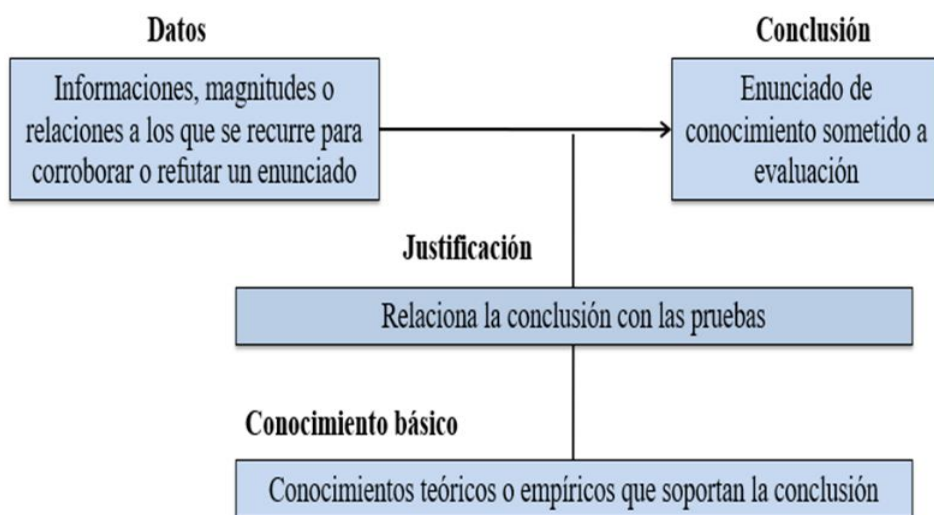 Datos
Informaciones, magnitudes o
relaciones a los que se recurre para
corroborar o refutar un enunciado
Conclusión
Enunciado de
conocimiento sometido a
evaluación
Justificación
Relaciona la conclusión con las pruebas
Conocimiento básico
Conocimientos teóricos o empíricos que soportan la conclusión